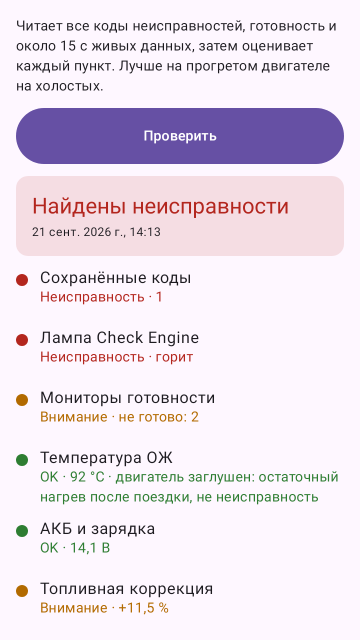 Читает все коды неисправностей, готовность и
около 15 с живых данных, затем оценивает
каждый пункт. Лучше на прогретом двигателе
на холостых.
Проверить
Найдены неисправности
21 сент. 2026 г., 14:13
Сохранённые коды
Неисправность · 1
Лампа Check Engine
Неисправность · горит
Мониторы готовности
Внимание · не готово: 2
Температура ОЖ
OK · 92 °C · двигатель заглушен: остаточный
нагрев после поездки, не неисправность
АКБ и зарядка
OK · 14,1 В
Топливная коррекция
Внимание · +11,5 %